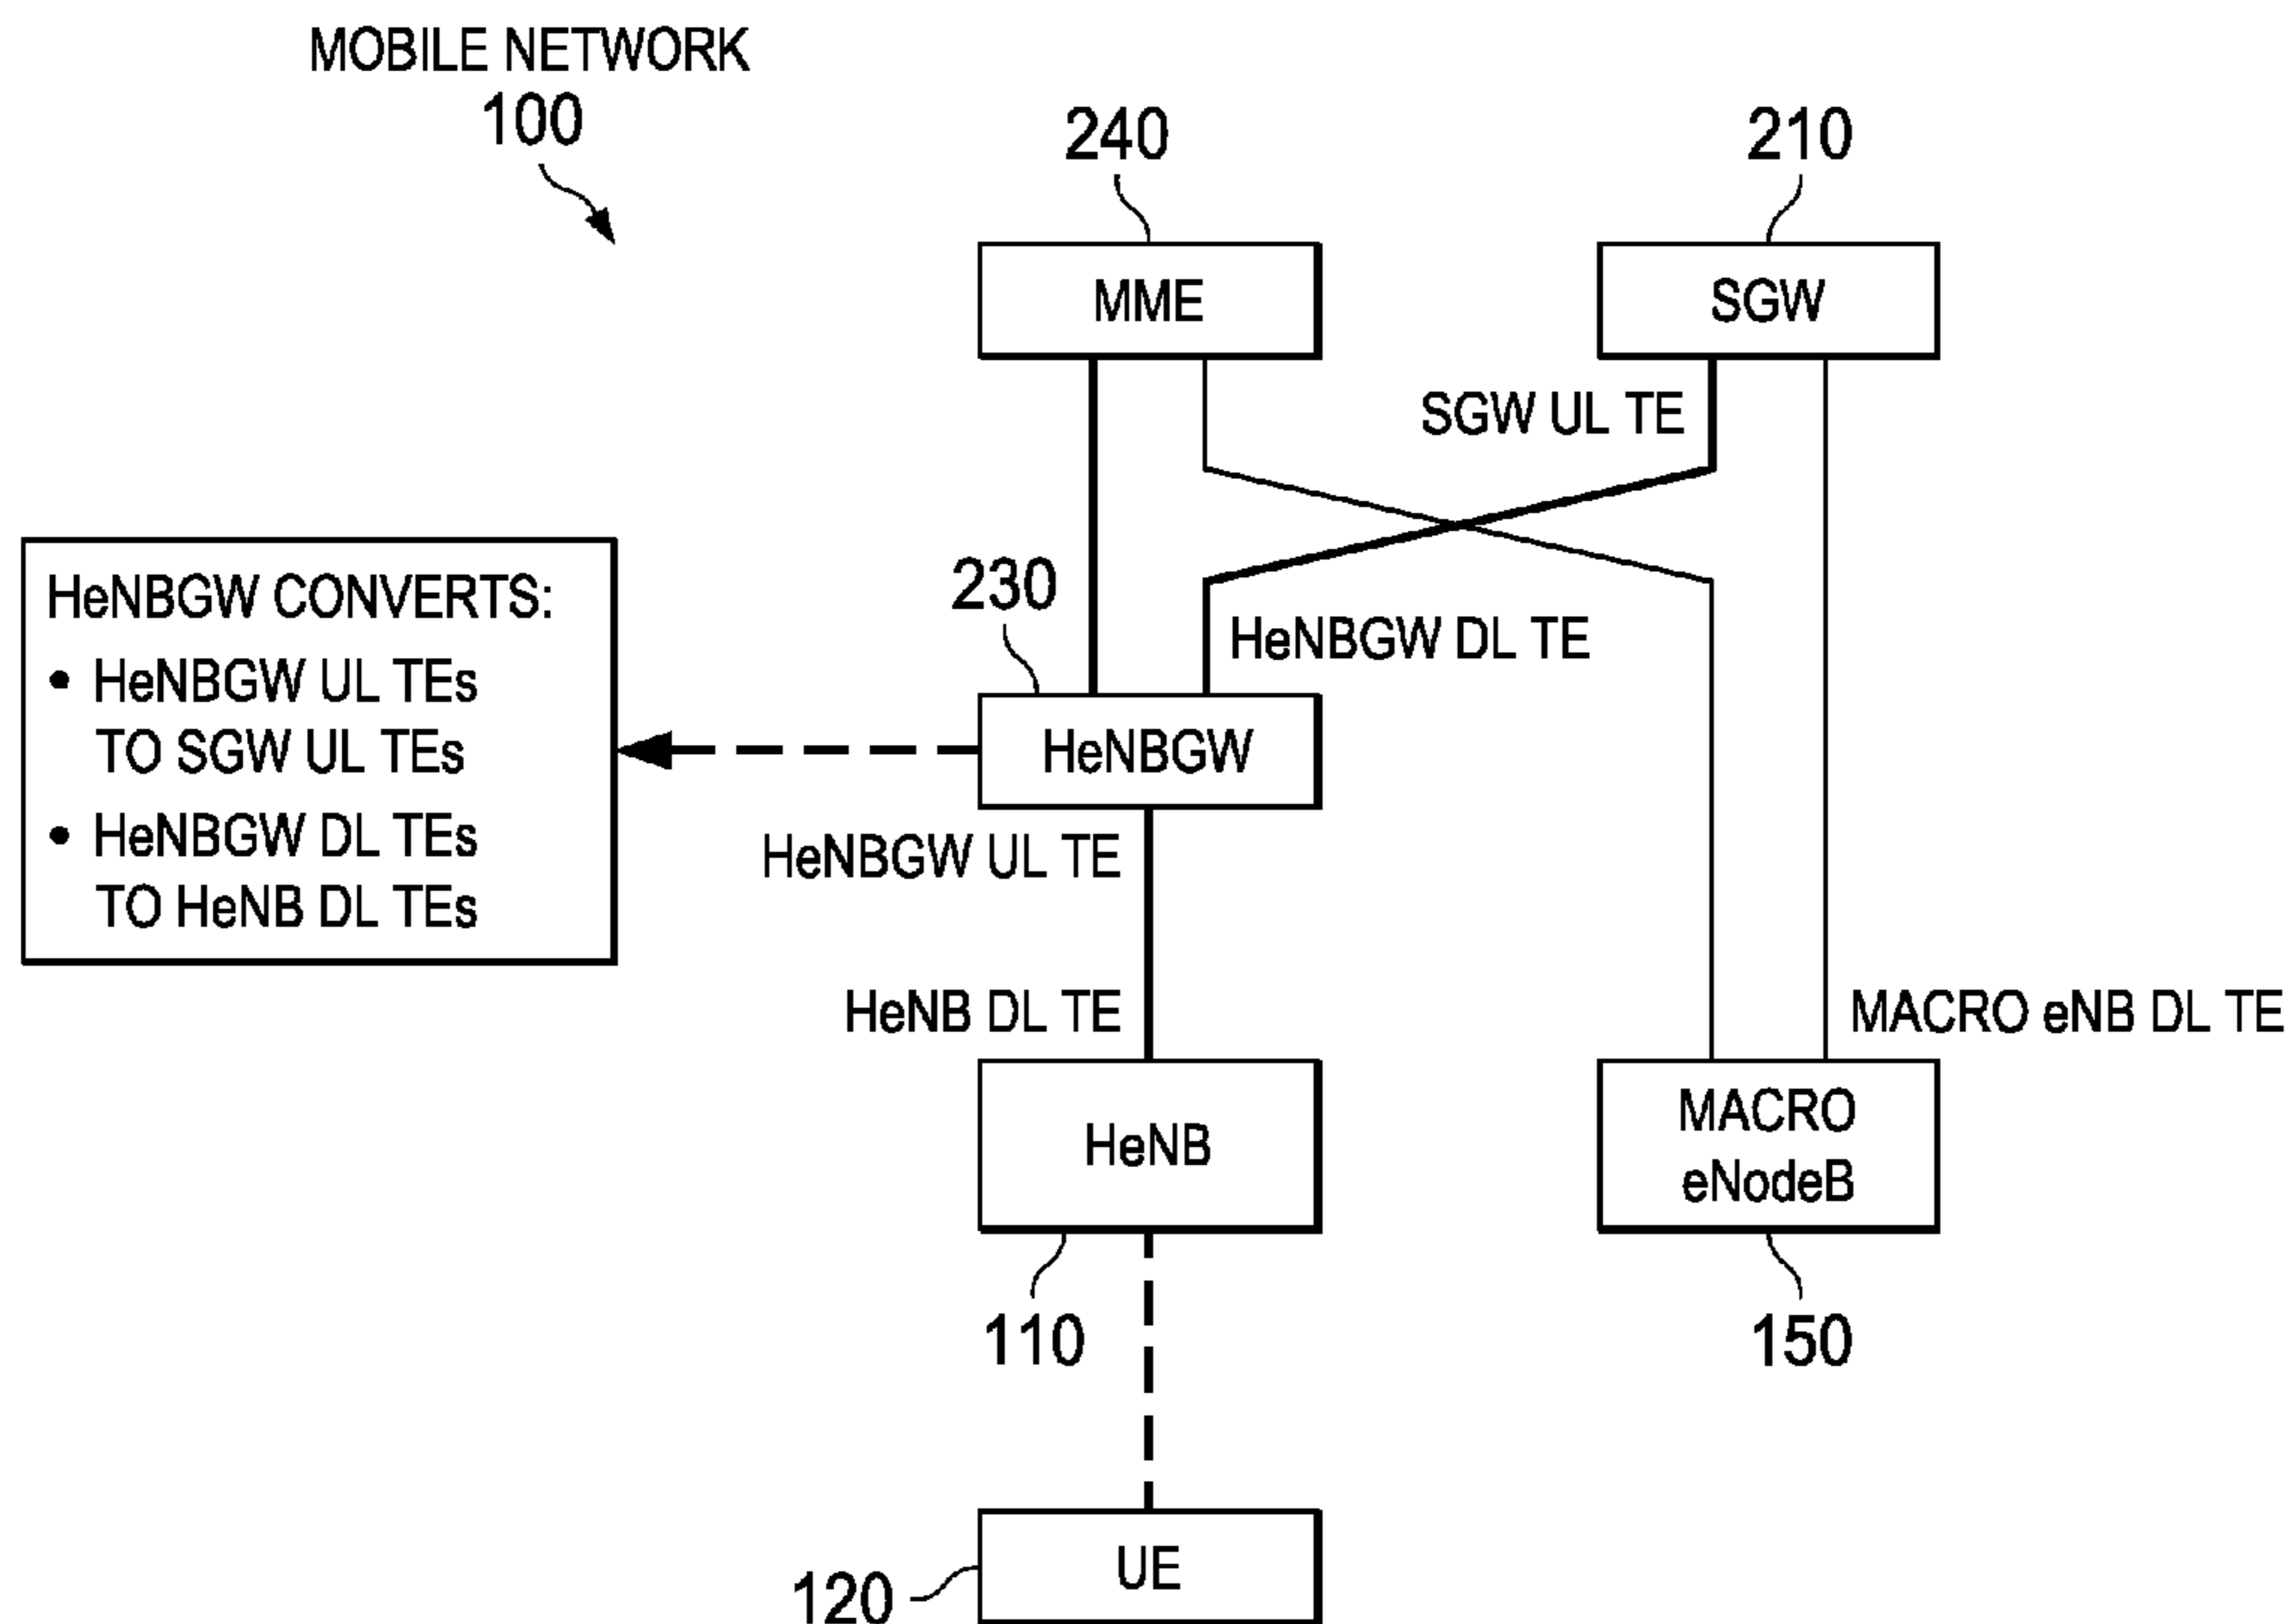 MOBILE NETWORK
100
240
210
MME
SGW
SGW UL TE
HeNBGW CONVERTS:
• HeNBGW UL TEs
TO SGW UL TEs
• HeNBGW DL TEs
TO HeNB DL TEs
230
HeNBGW DL TE
HeNBGW
HeNBGW UL TE
HeNB DL TE
MACRO eNB DL TE
HeNB
MACRO
eNodeB
110
150
120
UE